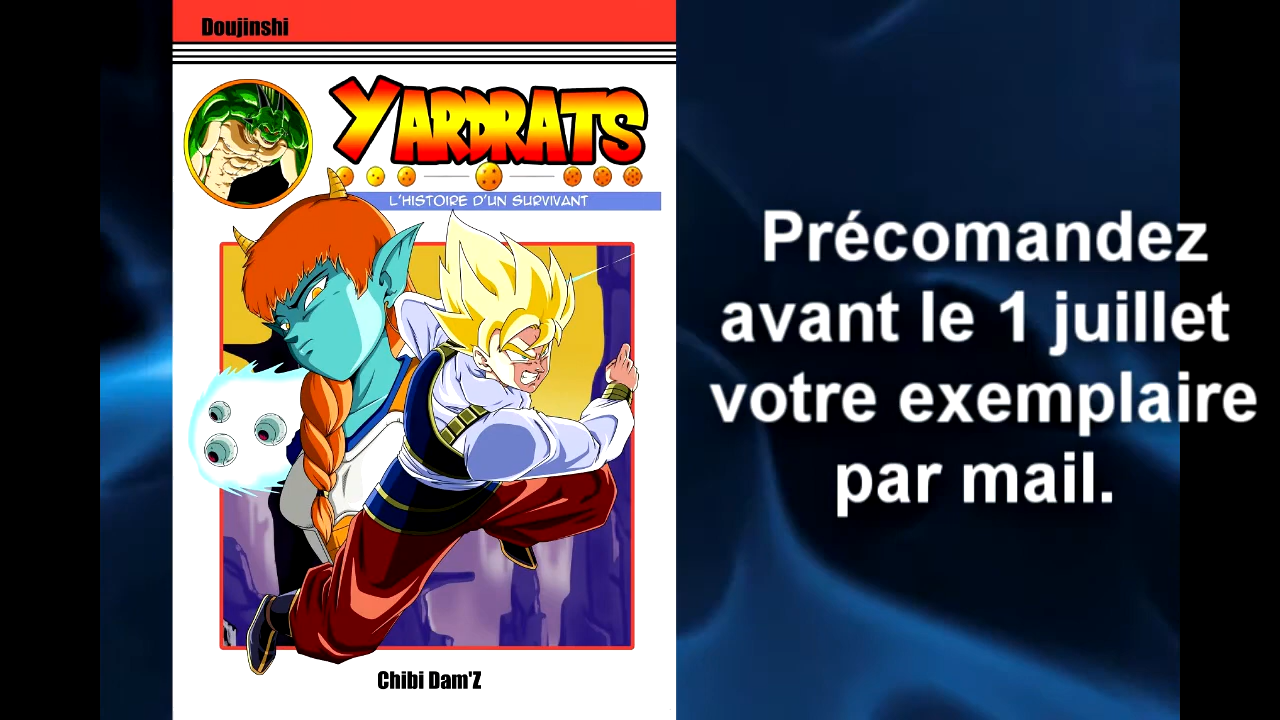 Doujinshi
YARDRATS
L'HISTOIRE D'UN SURVIVANT
Chibi Dam'Z
Précomandez
avant le 1 juillet
votre exemplaire
par mail.